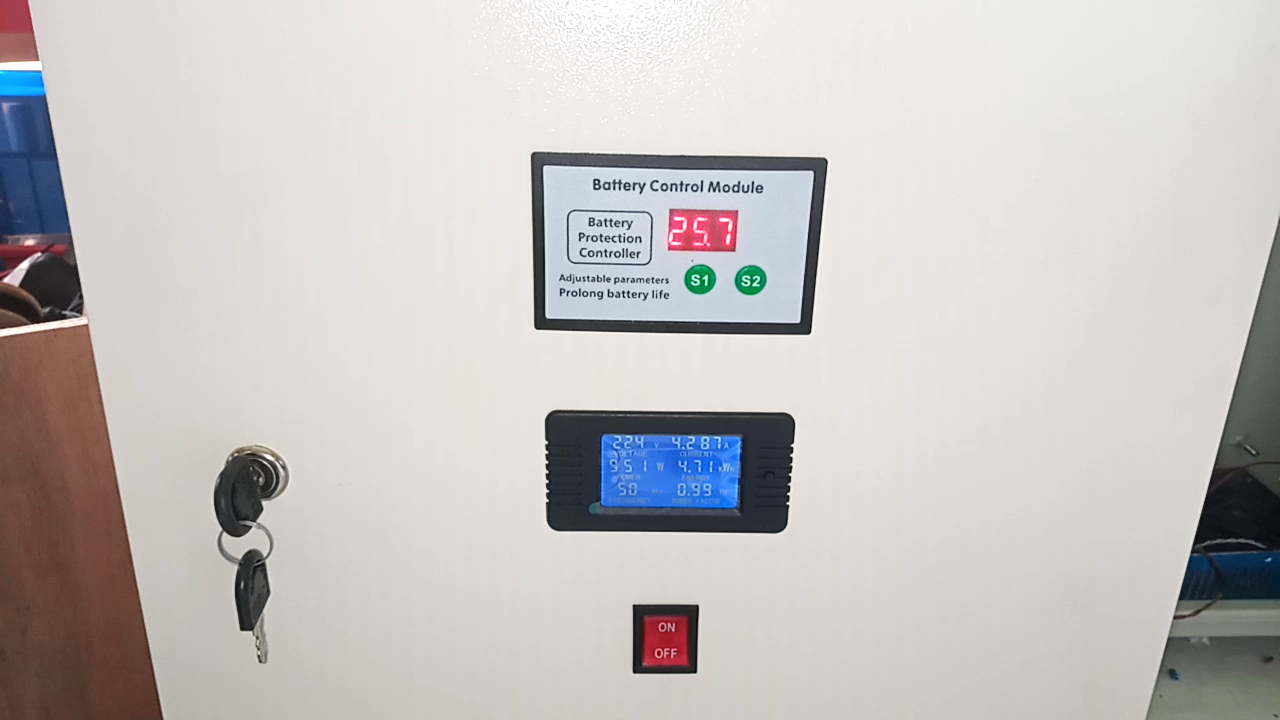 Battery Control Module
Battery
Protection
Controller
25.7
Adjustable parameters
Prolong battery life
S1 S2
224 V 4.287 A
VOLTAGE CURRENT
951 W 4.71 kWh
POWER ENERGY
50 Hz 0.99
FREQUENCY POWER FACTOR
ON
OFF